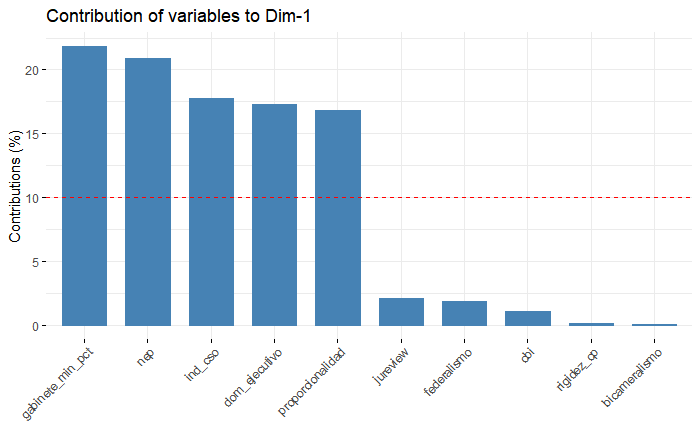 Contribution of variables to Dim-1
Contributions (%)
20
15
10
5
0
gabinete_min_pct
nep
ind_cso
dom_ejecutivo
proporcionalidad
jureview
federalismo
cbi
rigidez_cp
bicameralismo